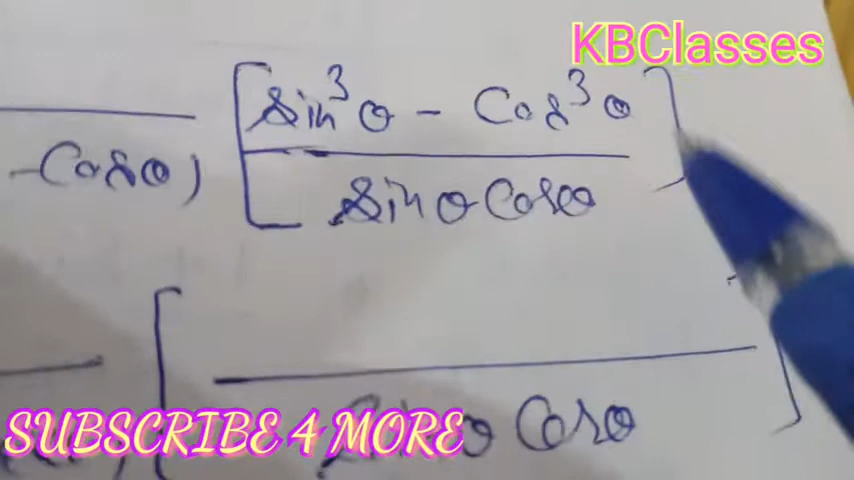 KBClasses
[Sin³θ - Cos³θ]
-Cosθ)
Sinθ Cosθ
Cosθ
SUBSCRIBE 4 MORE